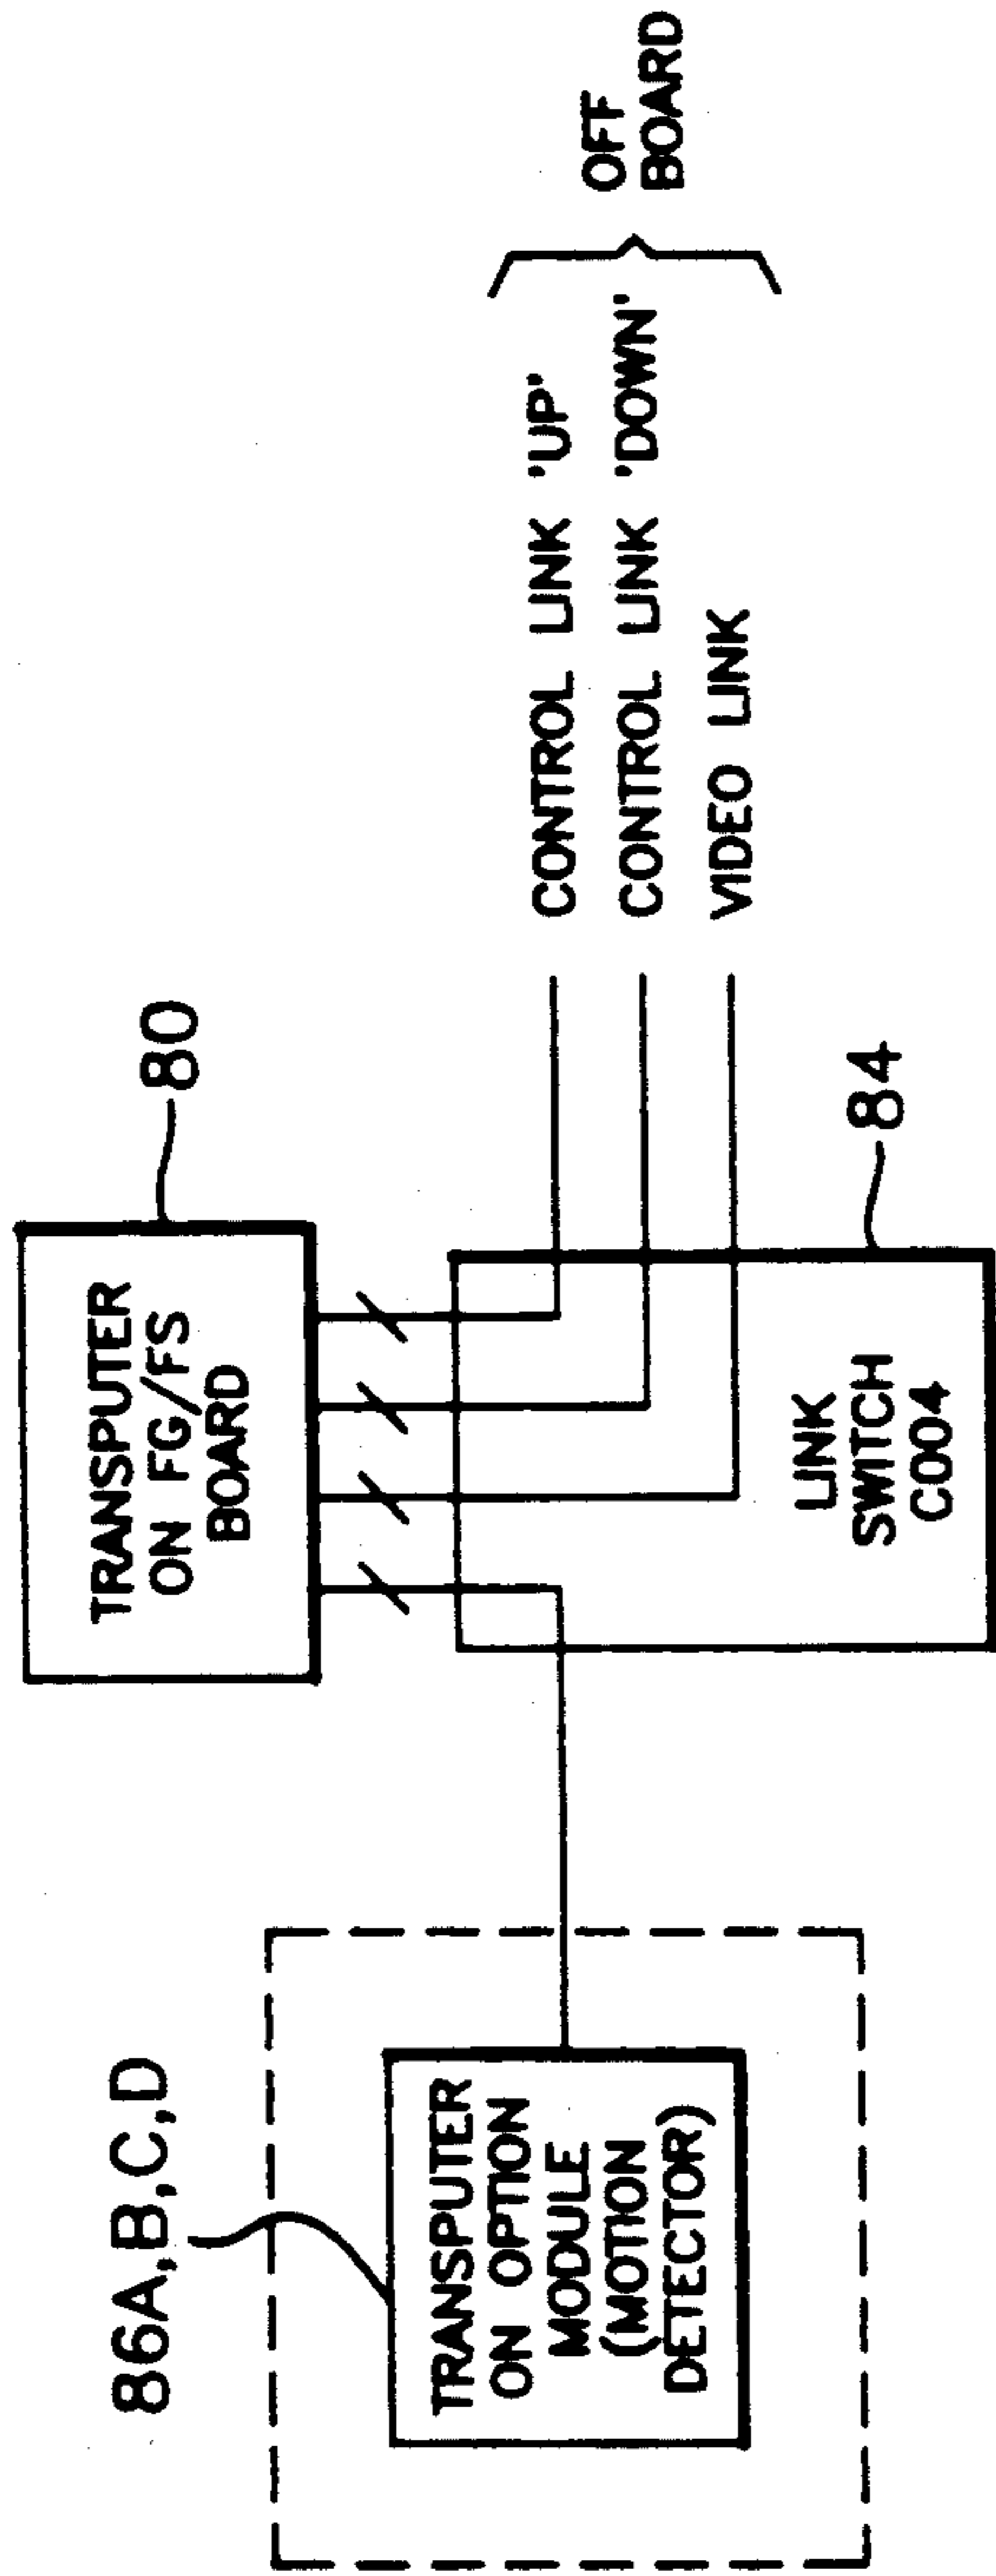 86A,B,C,D
TRANSPUTER
ON OPTION
MODULE
(MOTION
DETECTOR)
TRANSPUTER
ON FG/FS
BOARD
80
LINK
SWITCH
C004
84
CONTROL LINK 'UP'
CONTROL LINK 'DOWN'
VIDEO LINK
OFF
BOARD